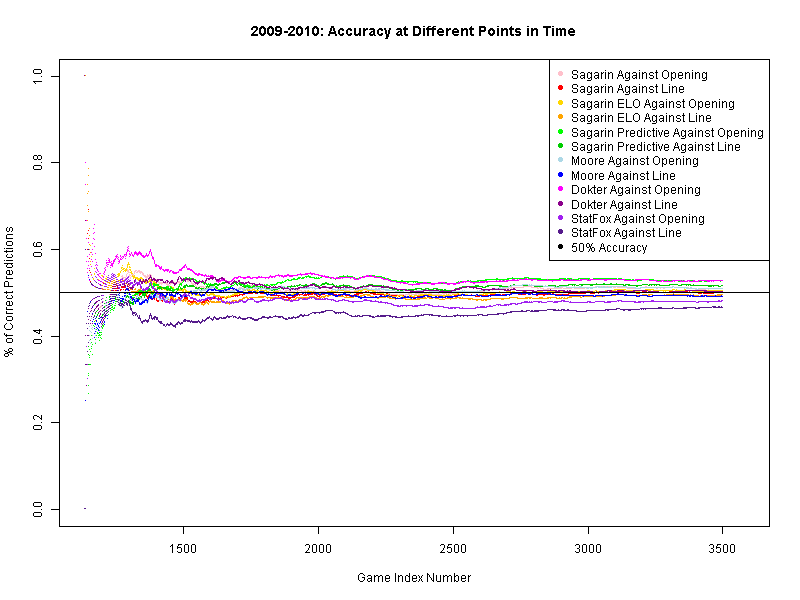 2009-2010: Accuracy at Different Points in Time
% of Correct Predictions
1.0
0.8
0.6
0.4
0.2
0.0
Sagarin Against Opening
Sagarin Against Line
Sagarin ELO Against Opening
Sagarin ELO Against Line
Sagarin Predictive Against Opening
Sagarin Predictive Against Line
Moore Against Opening
Moore Against Line
Dokter Against Opening
Dokter Against Line
StatFox Against Opening
StatFox Against Line
50% Accuracy
1500
2000
2500
3000
3500
Game Index Number